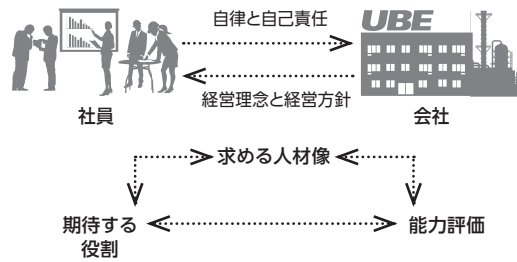 自律と自己責任
UBE
経営理念と経営方針
社員
会社
求める人材像
期待する
役割
能力評価